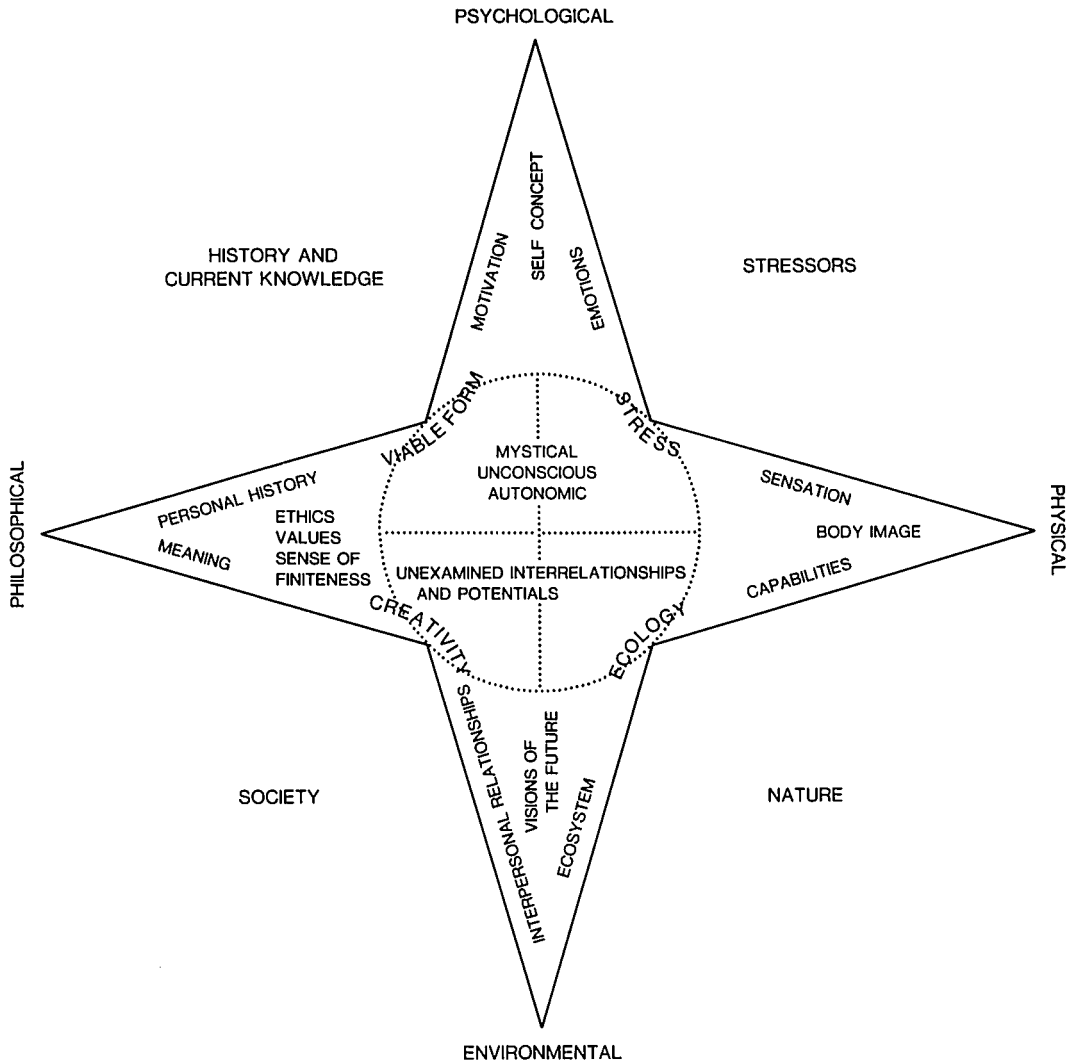 PSYCHOLOGICAL
SELF CONCEPT
MOTIVATION
EMOTIONS
HISTORY AND
CURRENT KNOWLEDGE
STRESSORS
VIABLE FORM
STRESS
MYSTICAL
UNCONSCIOUS
AUTONOMIC
PHILOSOPHICAL
PERSONAL HISTORY
MEANING
ETHICS
VALUES
SENSE OF
FINITENESS
SENSATION
BODY IMAGE
CAPABILITIES
PHYSICAL
UNEXAMINED INTERRELATIONSHIPS
AND POTENTIALS
CREATIVITY
ECOLOGY
INTERPERSONAL RELATIONSHIPS
VISIONS OF
THE FUTURE
ECOSYSTEM
SOCIETY
NATURE
ENVIRONMENTAL